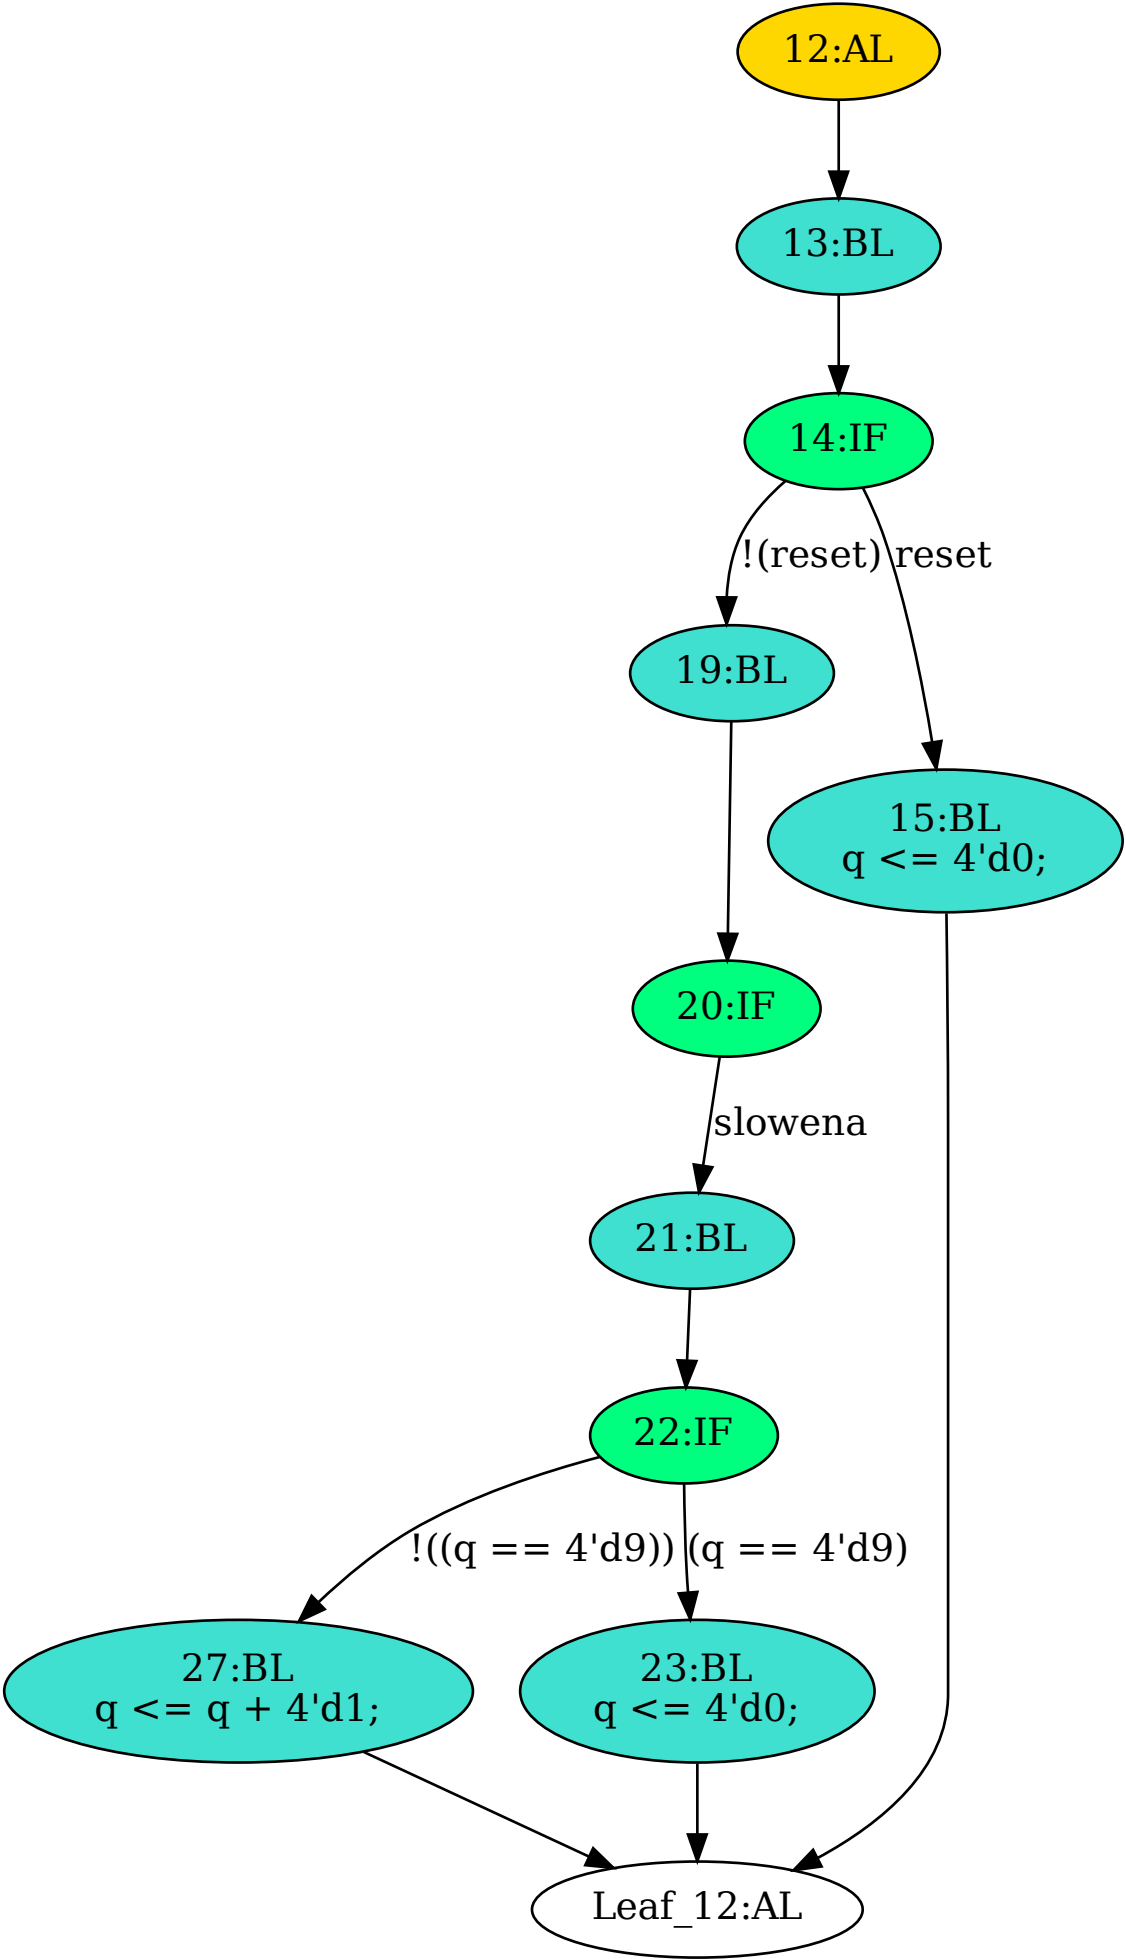 12:AL
13:BL
14:IF
!(reset)
reset
19:BL
15:BL
q <= 4'd0;
20:IF
slowena
21:BL
22:IF
!((q == 4'd9))
(q == 4'd9)
27:BL
q <= q + 4'd1;
23:BL
q <= 4'd0;
Leaf_12:AL